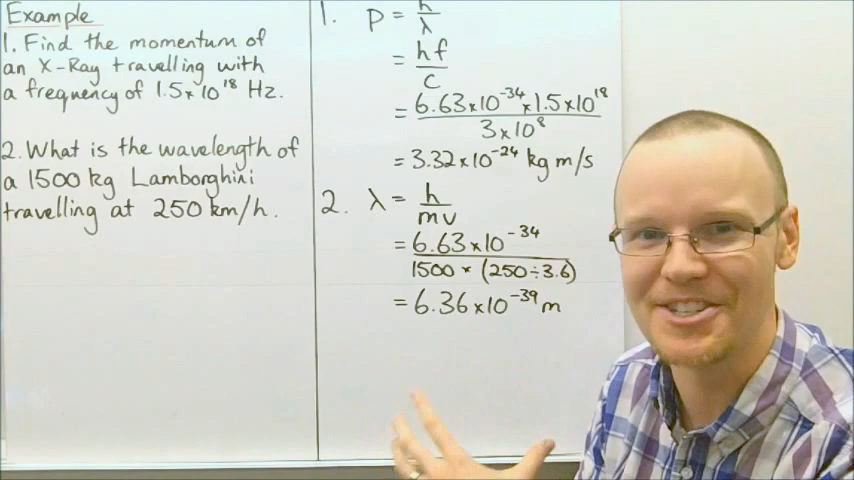 Example
1. Find the momentum of
an X-Ray travelling with
a frequency of 1.5×10¹⁸ Hz.
2. What is the wavelength of
a 1500 kg Lamborghini
travelling at 250 km/h.
1. p = h/λ
= hf/c
= 6.63×10⁻³⁴ × 1.5×10¹⁸
3×10⁸
= 3.32×10⁻²⁴ kg m/s
2. λ = h/mv
= 6.63×10⁻³⁴
1500 × (250÷3.6)
= 6.36×10⁻³⁹ m